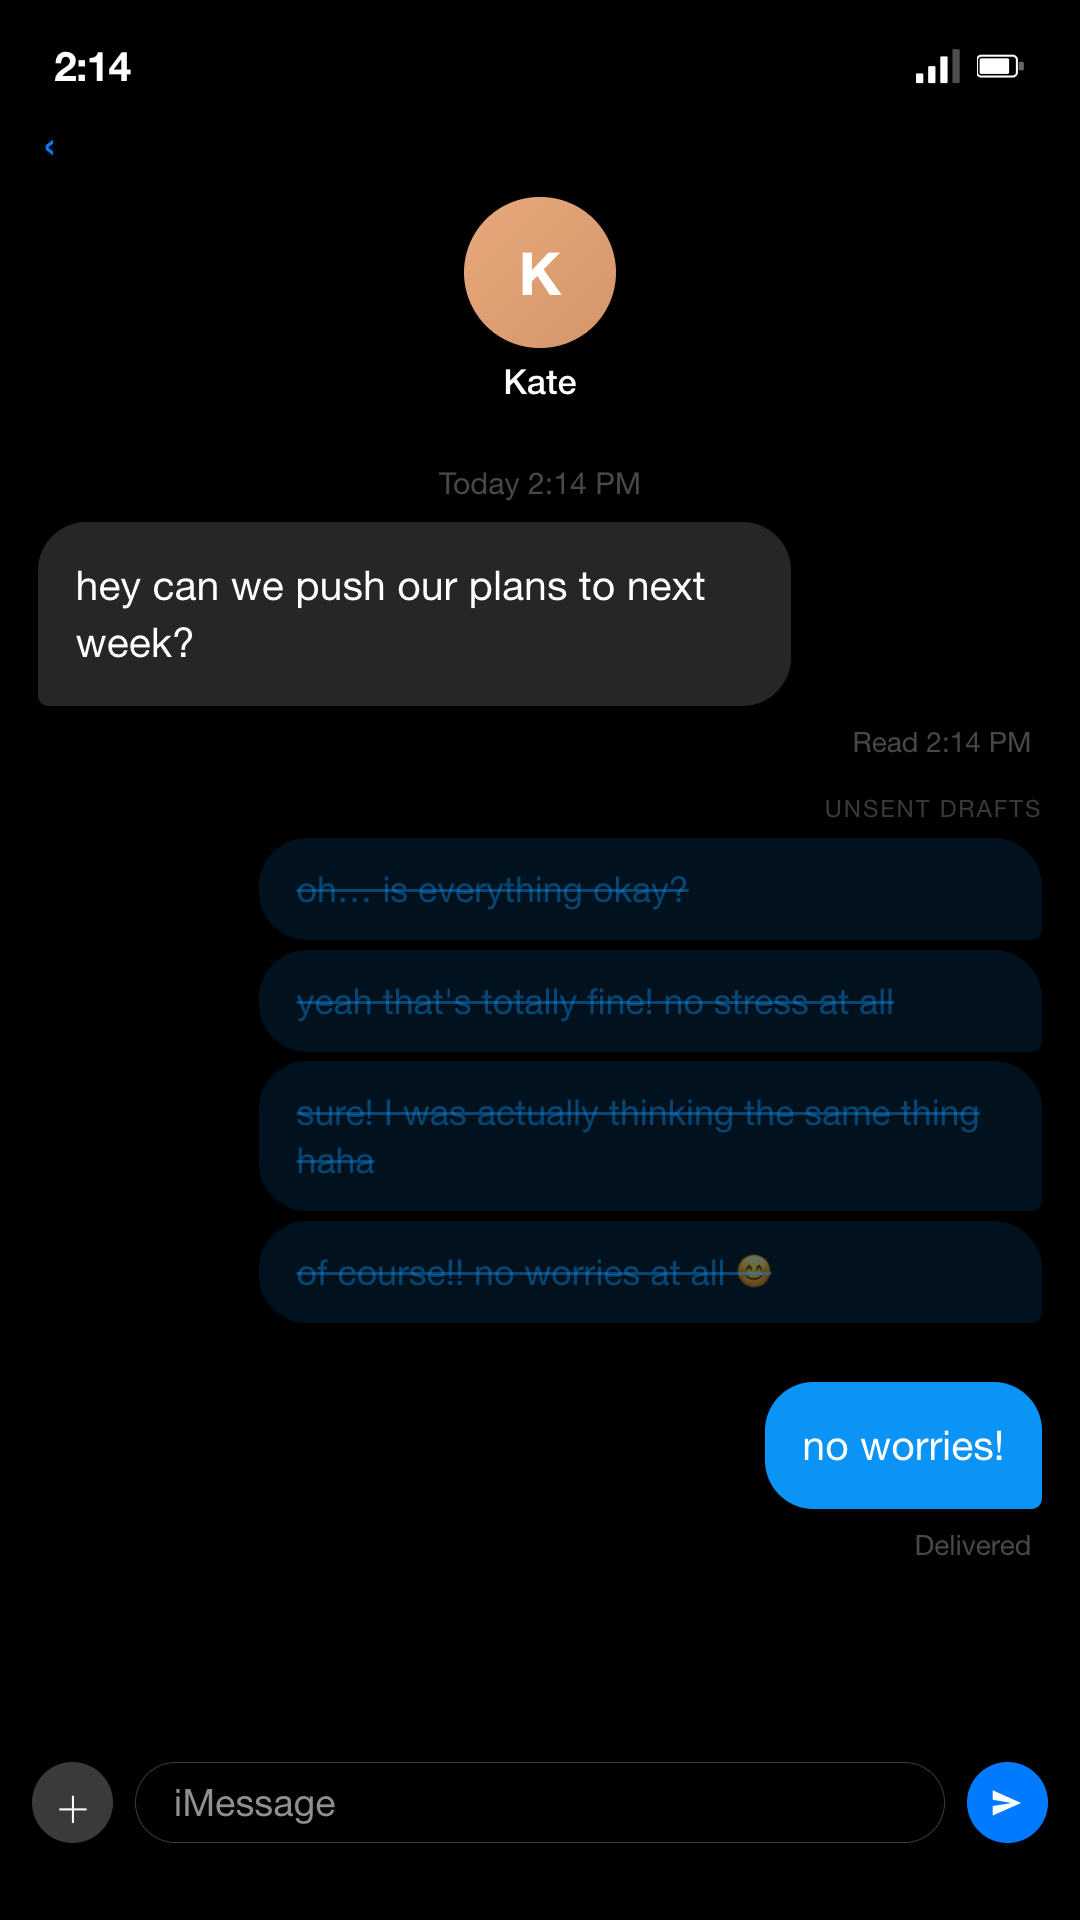 2:14
K
Kate
Today 2:14 PM
hey can we push our plans to next
week?
Read 2:14 PM
UNSENT DRAFTS
oh... is everything okay?
yeah that's totally fine! no stress at all
sure! I was actually thinking the same thing
haha
of course!! no worries at all 😊
no worries!
Delivered
iMessage